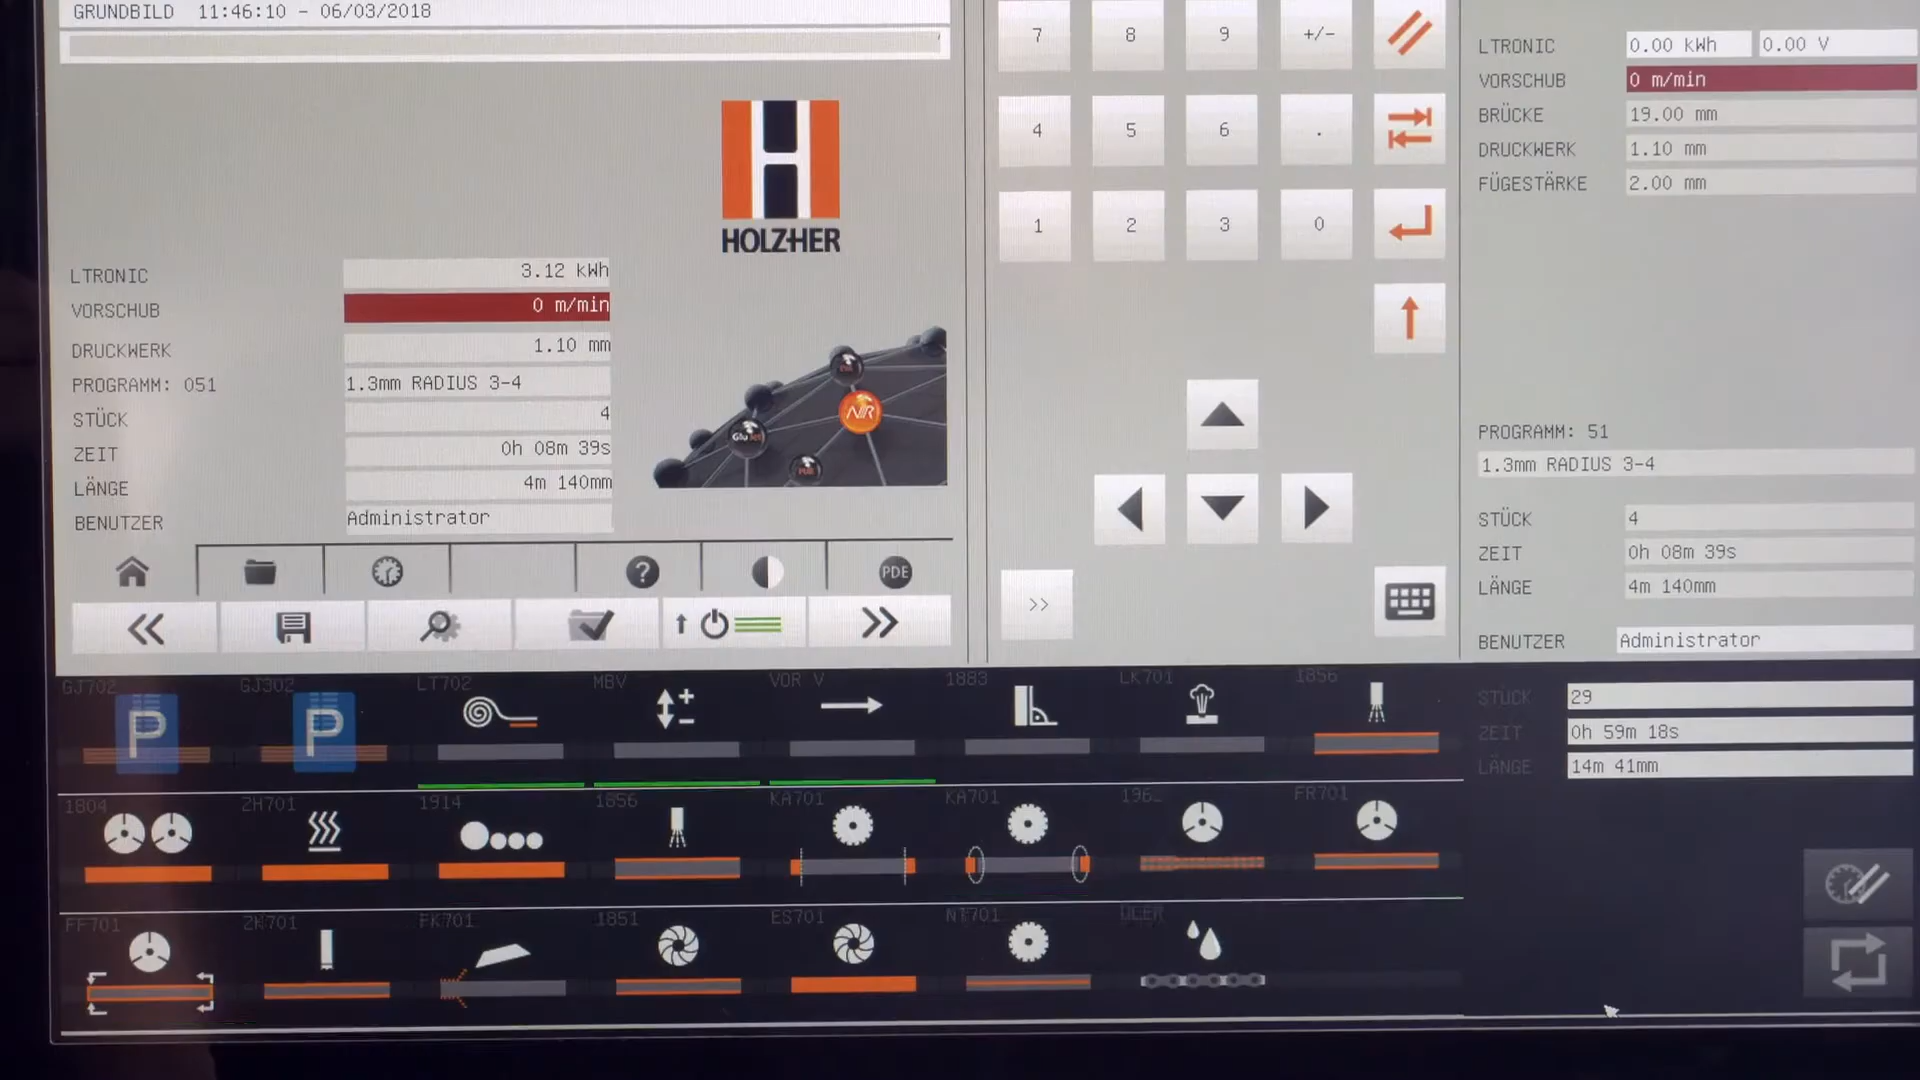 GRUNDBILD 11:46:10 - 06/03/2018
HOLZHER
LTRONIC 3.12 kWh
VORSCHUB 0 m/min
DRUCKWERK 1.10 mm
PROGRAMM: 051 1.3mm RADIUS 3-4
STÜCK 4
ZEIT 0h 08m 39s
LÄNGE 4m 140mm
BENUTZER Administrator
NIR
?
PDE
7 8 9 +/-
4 5 6 .
1 2 3 0
>>
LTRONIC 0.00 kWh 0.00 V
VORSCHUB 0 m/min
BRÜCKE 19.00 mm
DRUCKWERK 1.10 mm
FÜGESTÄRKE 2.00 mm
PROGRAMM: 51
1.3mm RADIUS 3-4
STÜCK 4
ZEIT 0h 08m 39s
LÄNGE 4m 140mm
BENUTZER Administrator
GJ702 GJ302 LT702 MBV VOR V 1883 LK701 1856
P P
1804 ZH701 1914 1856 KA701 KA701 FR701
FF701 ZK701 FK701 1851 ES701 NT701
STÜCK 29
ZEIT 0h 59m 18s
LÄNGE 14m 41mm